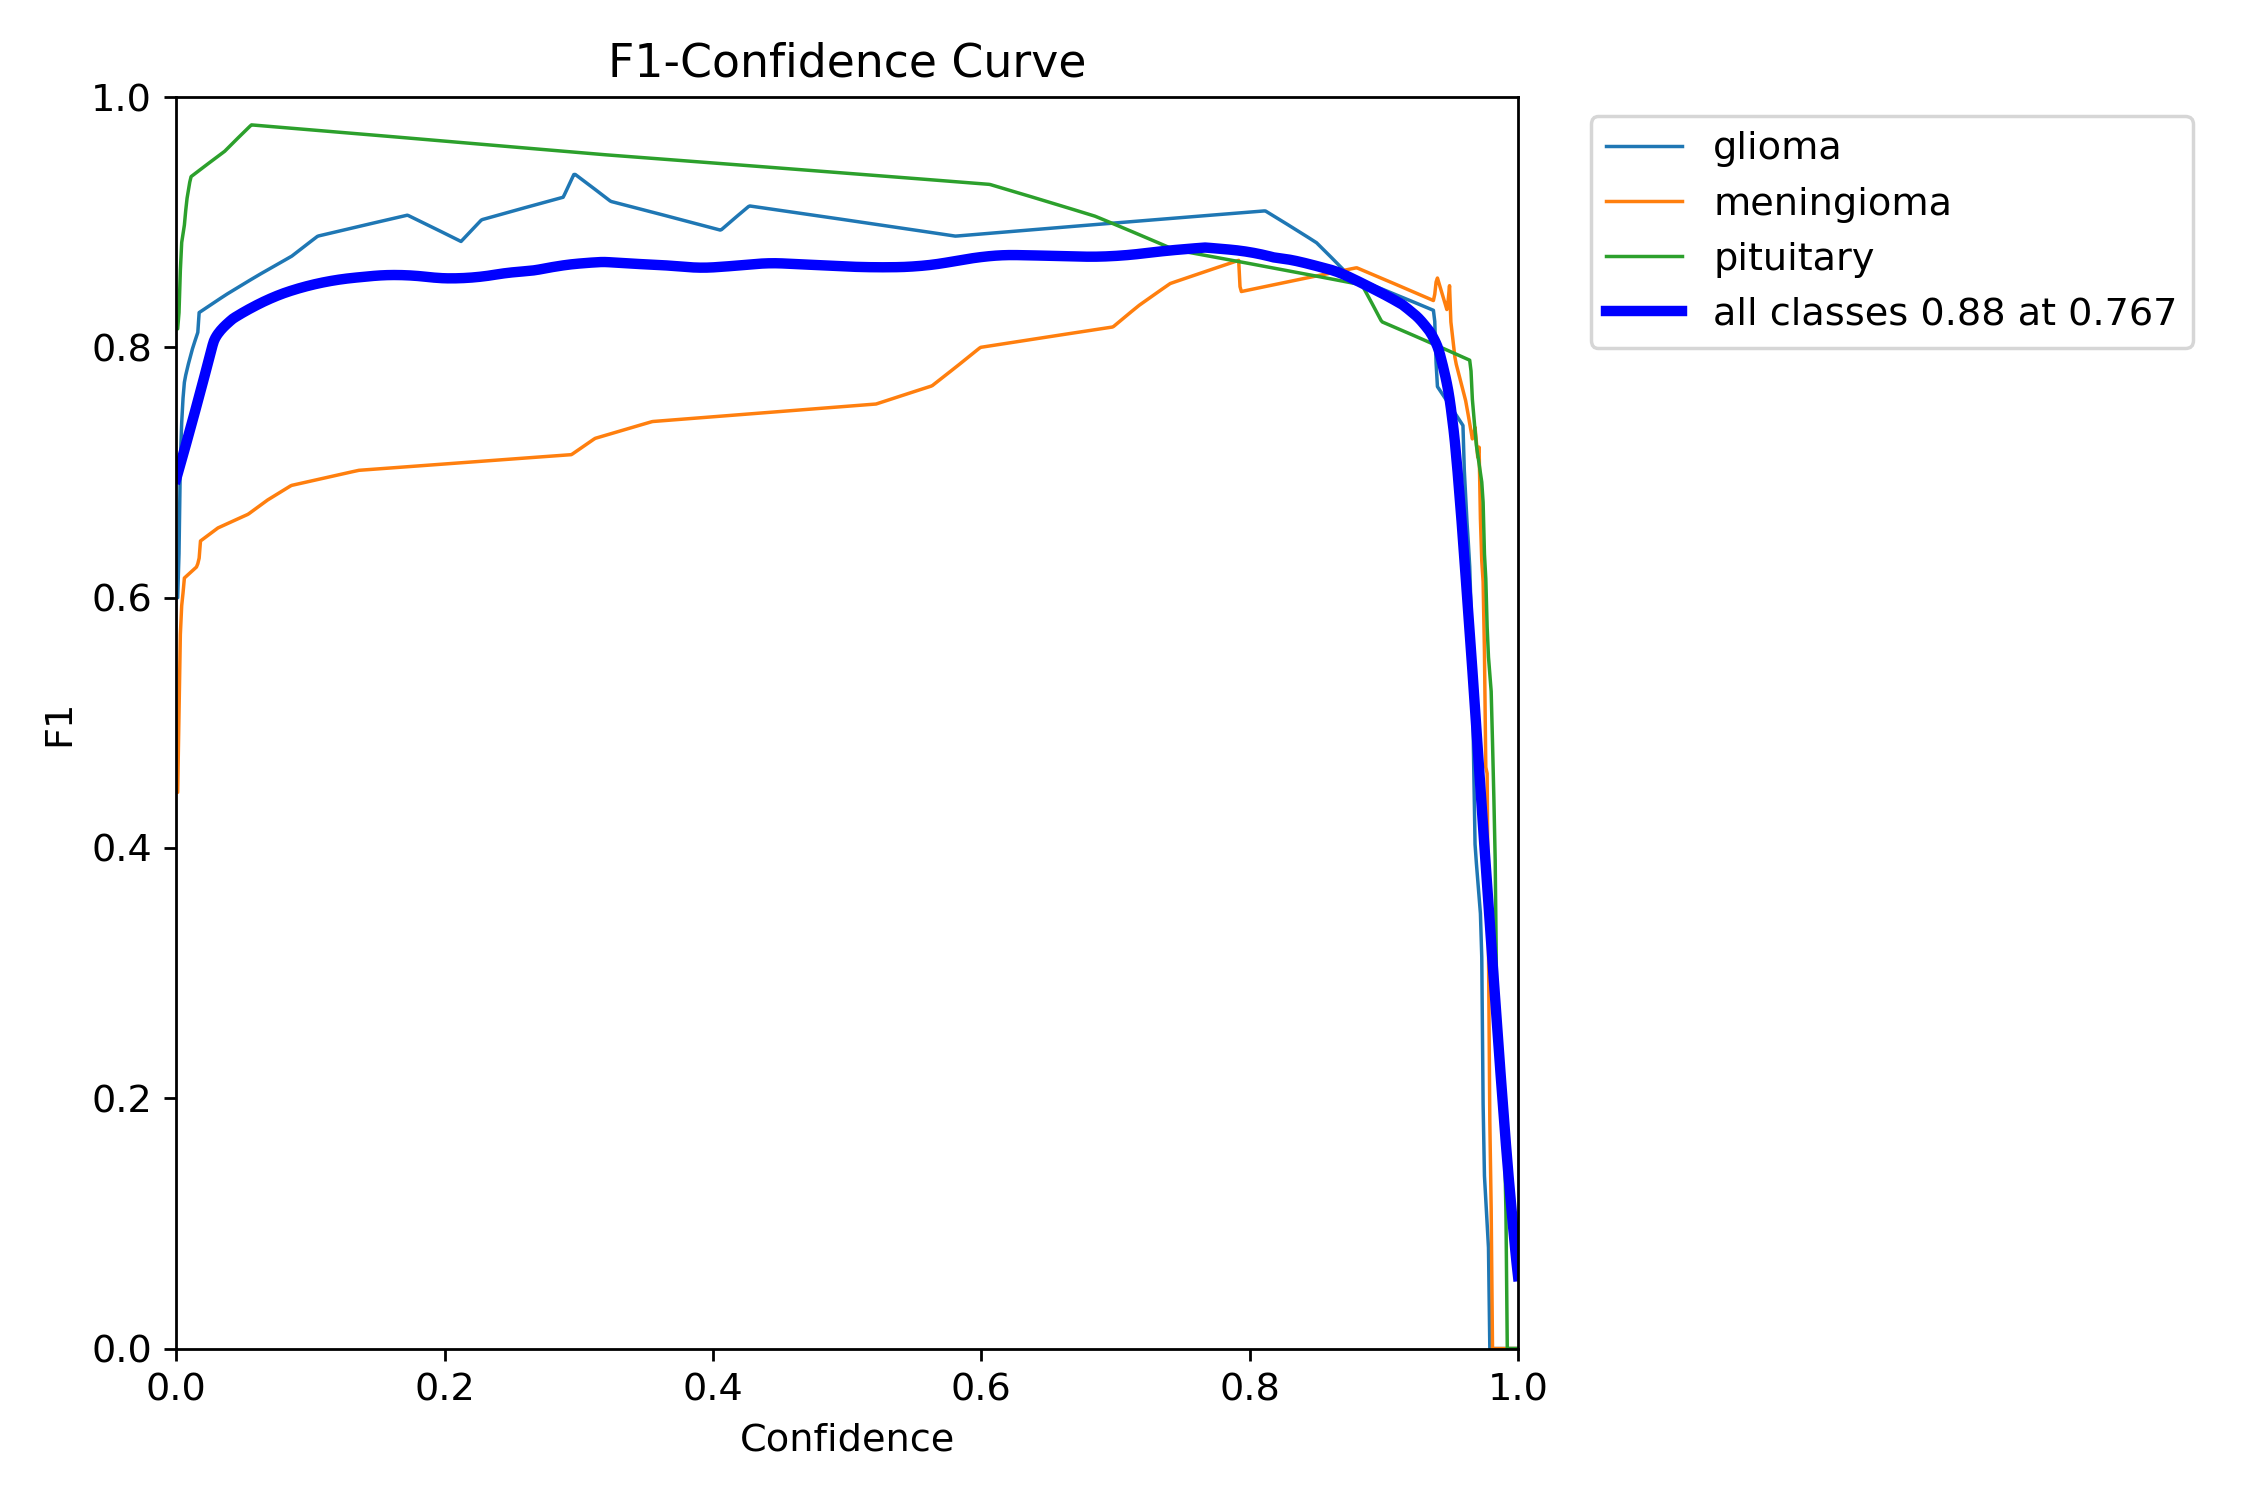 F1-Confidence Curve
1.0
0.8
0.6
0.4
0.2
0.0
F1
0.0 0.2 0.4 0.6 0.8 1.0
Confidence
glioma
meningioma
pituitary
all classes 0.88 at 0.767